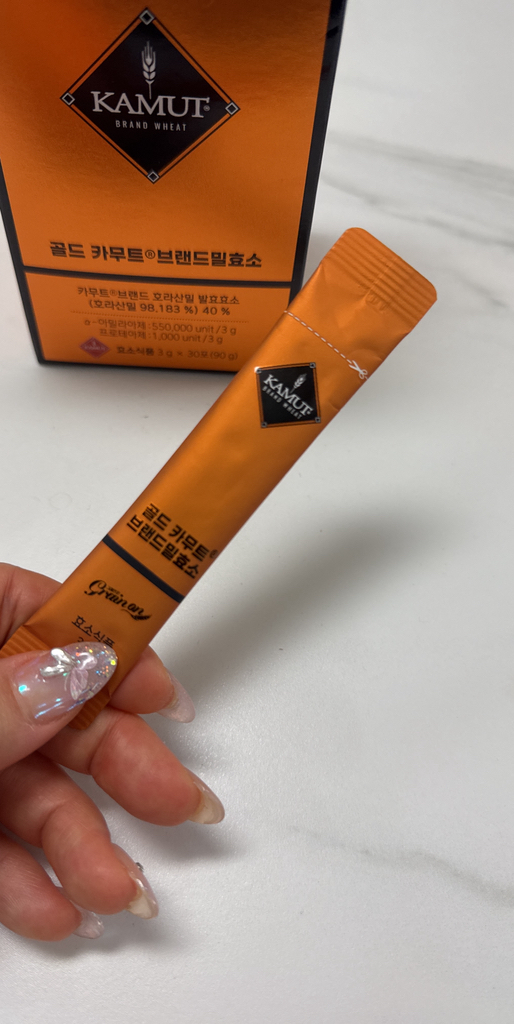 KAMUT®
BRAND WHEAT
골드 카무트®브랜드밀효소
카무트®브랜드 호라산밀 발효효소
(호라산밀 98.183 %) 40 %
α-아밀라아제 : 550,000 unit / 3 g
프로테아제 : 1,000 unit / 3 g
효소식품 3 g × 30포(90 g)
KAMUT
BRAND WHEAT
골드 카무트®
브랜드밀효소
Grain on
효소식품